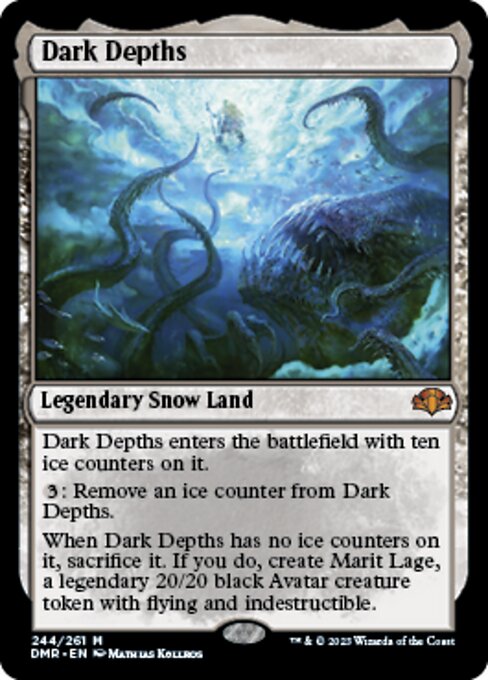 Dark Depths
Legendary Snow Land
Dark Depths enters the battlefield with ten
ice counters on it.
3: Remove an ice counter from Dark
Depths.
When Dark Depths has no ice counters on
it, sacrifice it. If you do, create Marit Lage,
a legendary 20/20 black Avatar creature
token with flying and indestructible.
244/261 M
DMR • EN Mathias Kollros
™ & © 2023 Wizards of the Coast